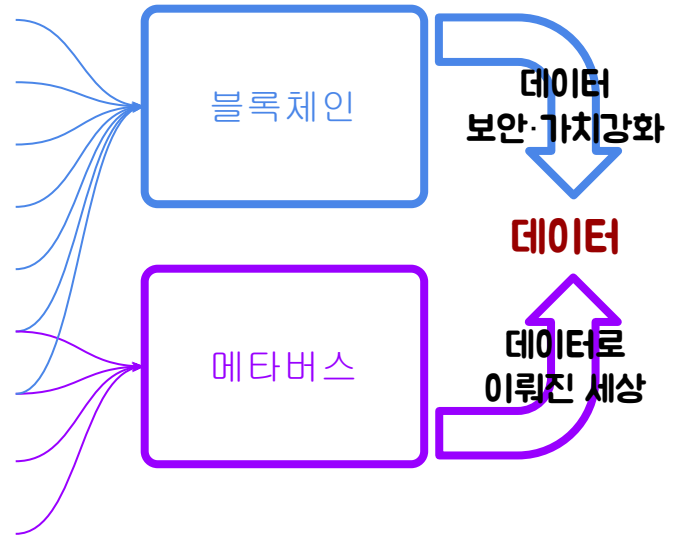 블록체인
데이터
보안·가치강화
데이터
메타버스
데이터로
이뤄진 세상